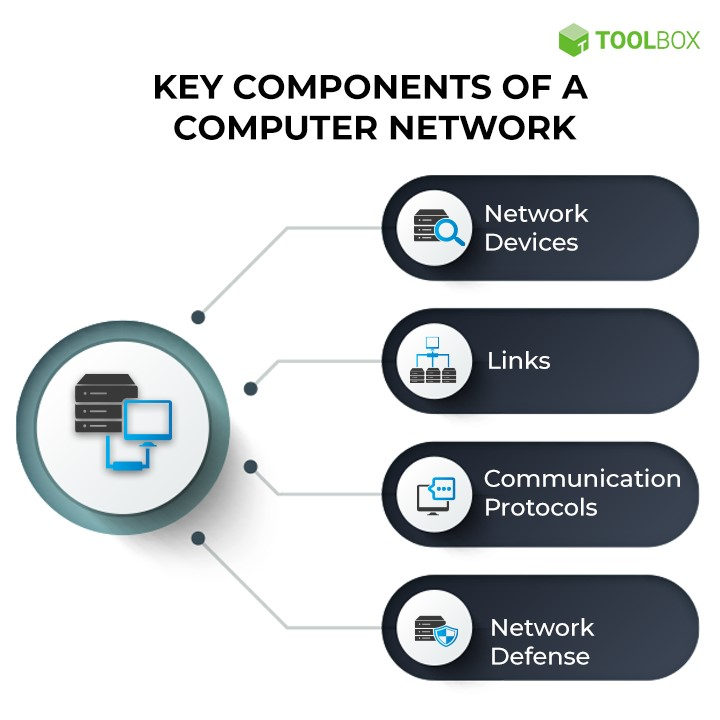 TOOLBOX
KEY COMPONENTS OF A
COMPUTER NETWORK
Network
Devices
Links
Communication
Protocols
Network
Defense